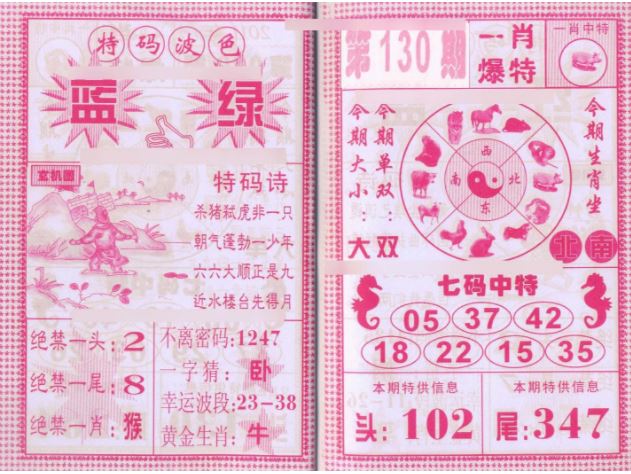 特码波色
蓝 绿
玄机图
特码诗
杀猪弑虎非一只
朝气蓬勃一少年
六六大顺正是九
近水楼台先得月
绝禁一头:2
绝禁一尾:8
绝禁一肖:猴
不离密码:1247
一字猜:卧
幸运波段:23-38
黄金生肖:牛
第130期
一肖
爆特
一肖中特
今期大小:大
今期单双:双
西
南 北
东
今期生肖坐
北 南
七码中特
05 37 42
18 22 15 35
本期特供信息
头:102
本期特供信息
尾:347